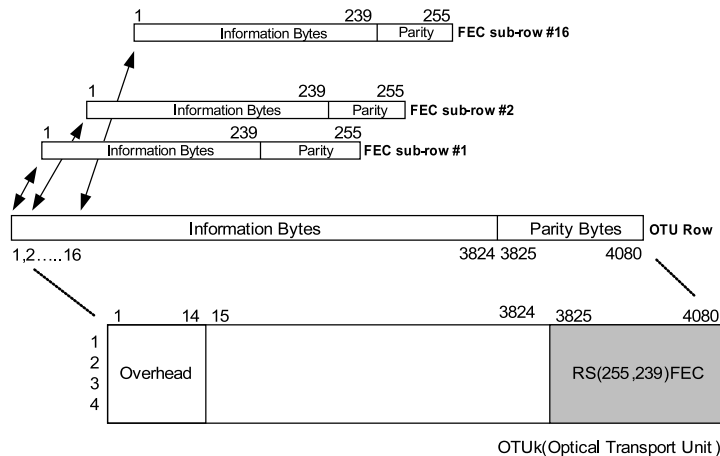 1 239 255
Information Bytes Parity FEC sub-row #16
1 239 255
Information Bytes Parity FEC sub-row #2
1 239 255
Information Bytes Parity FEC sub-row #1
Information Bytes Parity Bytes OTU Row
1,2.....16 3824 3825 4080
1 14 15 3824 3825 4080
1
2
3
4
Overhead RS(255,239)FEC
OTUk(Optical Transport Unit)